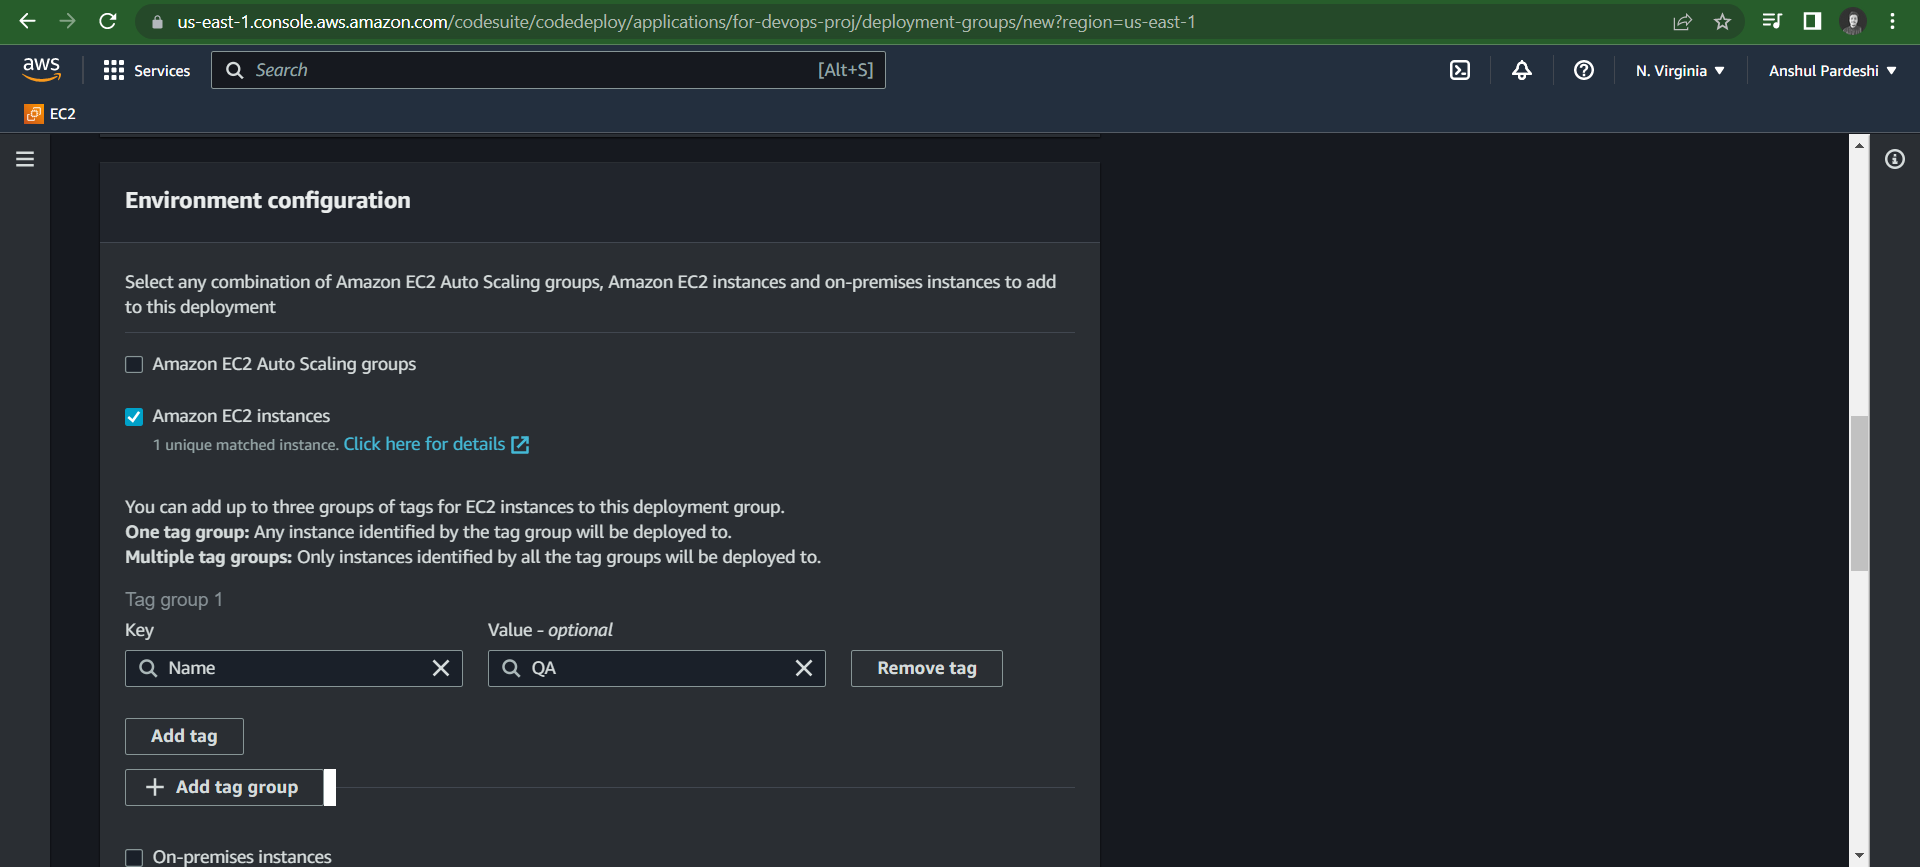 us-east-1.console.aws.amazon.com/codesuite/codedeploy/applications/for-devops-proj/deployment-groups/new?region=us-east-1
aws
Services
Search
[Alt+S]
N. Virginia
Anshul Pardeshi
EC2
Environment configuration
Select any combination of Amazon EC2 Auto Scaling groups, Amazon EC2 instances and on-premises instances to add
to this deployment
Amazon EC2 Auto Scaling groups
Amazon EC2 instances
1 unique matched instance. Click here for details
You can add up to three groups of tags for EC2 instances to this deployment group.
One tag group: Any instance identified by the tag group will be deployed to.
Multiple tag groups: Only instances identified by all the tag groups will be deployed to.
Tag group 1
Key
Value - optional
Name
QA
Remove tag
Add tag
Add tag group
On-premises instances